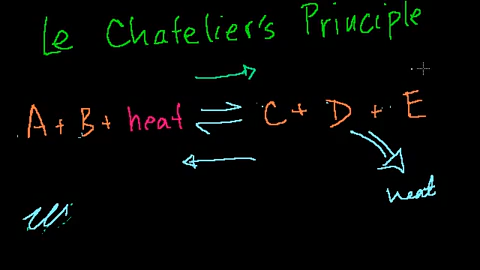 Le Chatelier's Principle
A + B + heat ⇌ C + D + E
heat